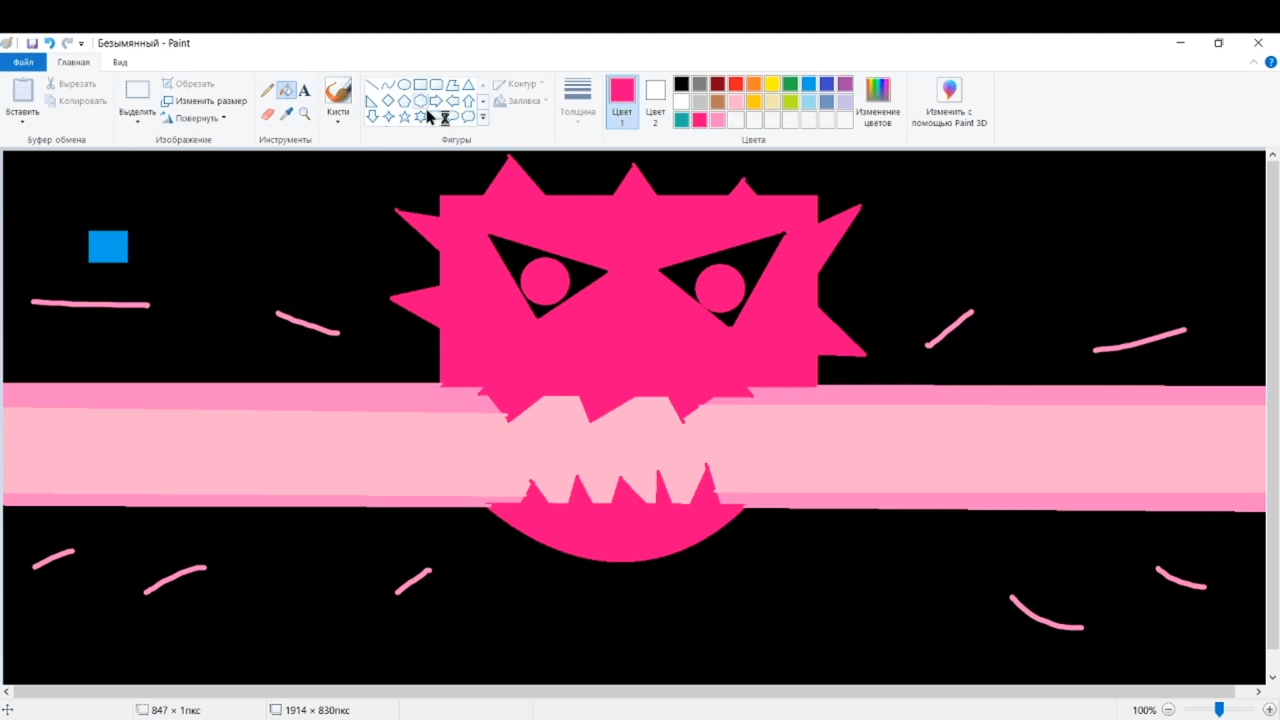 Безымянный - Paint
Файл
Главная
Вид
Вставить
Вырезать
Копировать
Буфер обмена
Выделить
Обрезать
Изменить размер
Повернуть
Изображение
A
Инструменты
Кисти
Контур
Заливка
Фигуры
Толщина
Цвет
1
Цвет
2
Изменение
цветов
Цвета
Изменить с
помощью Paint 3D
847 × 1пкс
1914 × 830пкс
100%